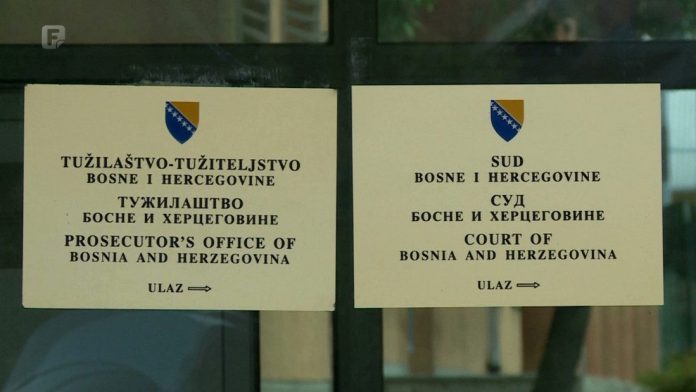 F
TUŽILAŠTVO-TUŽITELJSTVO
BOSNE I HERCEGOVINE
ТУЖИЛАШТВО
БОСНЕ И ХЕРЦЕГОВИНЕ
PROSECUTOR'S OFFICE OF
BOSNIA AND HERZEGOVINA
ULAZ
SUD
BOSNE I HERCEGOVINE
СУД
БОСНЕ И ХЕРЦЕГОВИНЕ
COURT OF
BOSNIA AND HERZEGOVINA
ULAZ